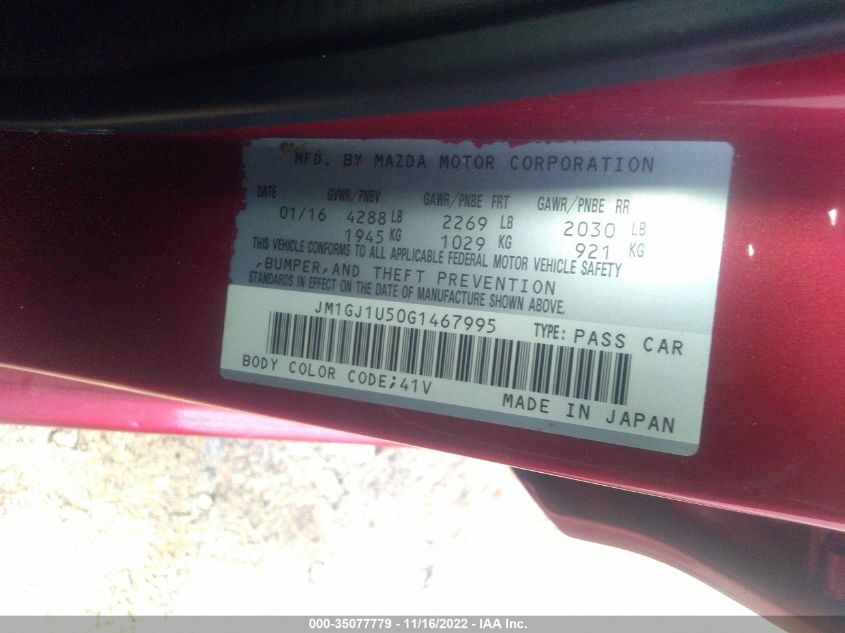 MFD. BY MAZDA MOTOR CORPORATION
DATE GVWR/PNBV GAWR/PNBE FRT GAWR/PNBE RR
01/16 4288 LB 2269 LB 2030 LB
1945 KG 1029 KG 921 KG
THIS VEHICLE CONFORMS TO ALL APPLICABLE FEDERAL MOTOR VEHICLE SAFETY
,BUMPER,AND THEFT PREVENTION
STANDARDS IN EFFECT ON THE DATE OF MANUFACTURE SHOWN ABOVE.
JM1GJ1U50G1467995 TYPE: PASS CAR
BODY COLOR CODE;41V
MADE IN JAPAN
000-35077779 - 11/16/2022 - IAA Inc.